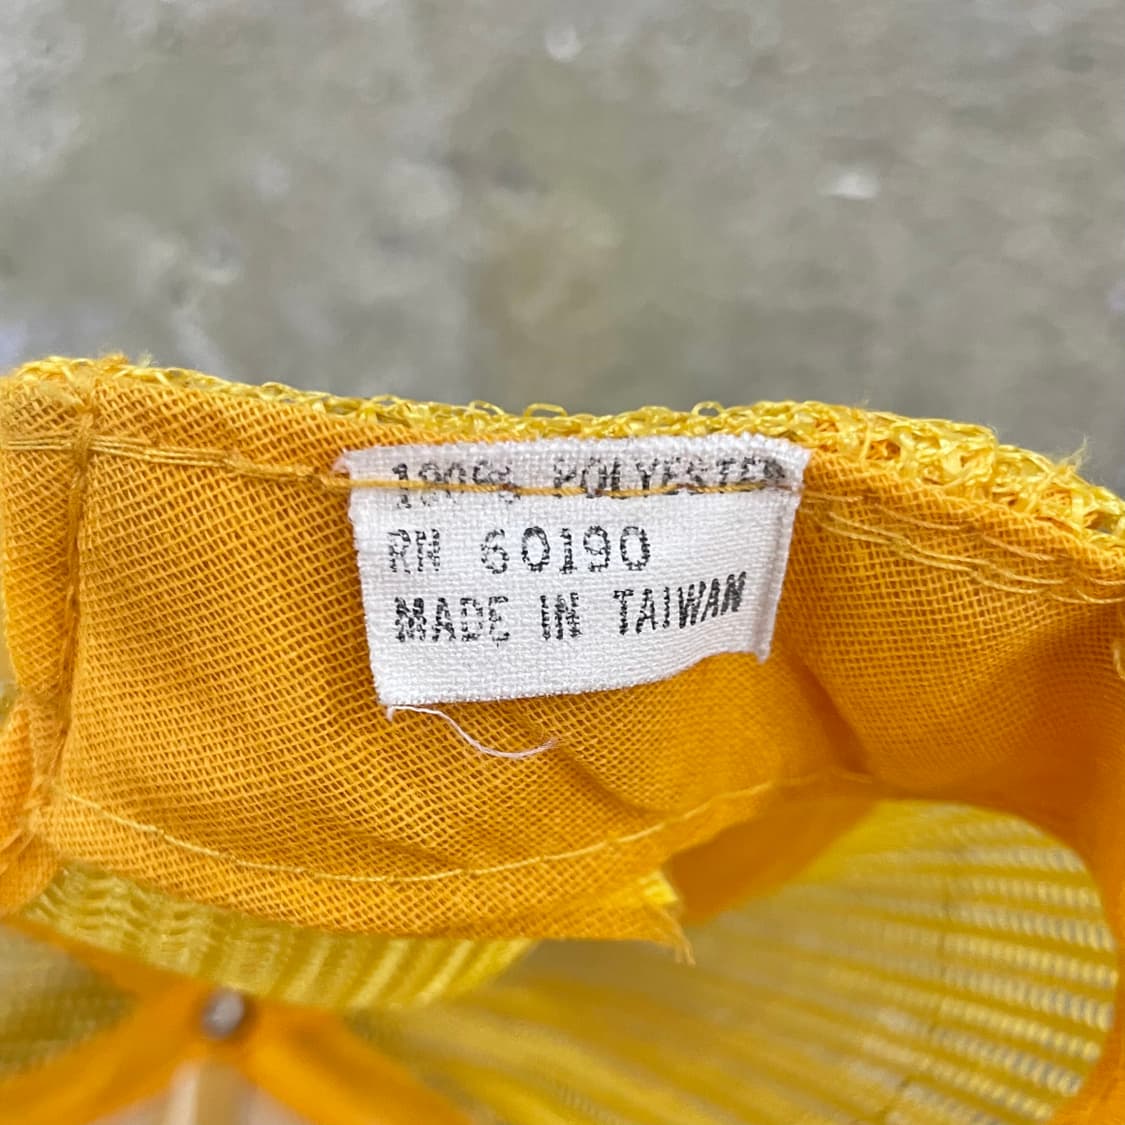 100% POLYESTER
RN 60190
MADE IN TAIWAN